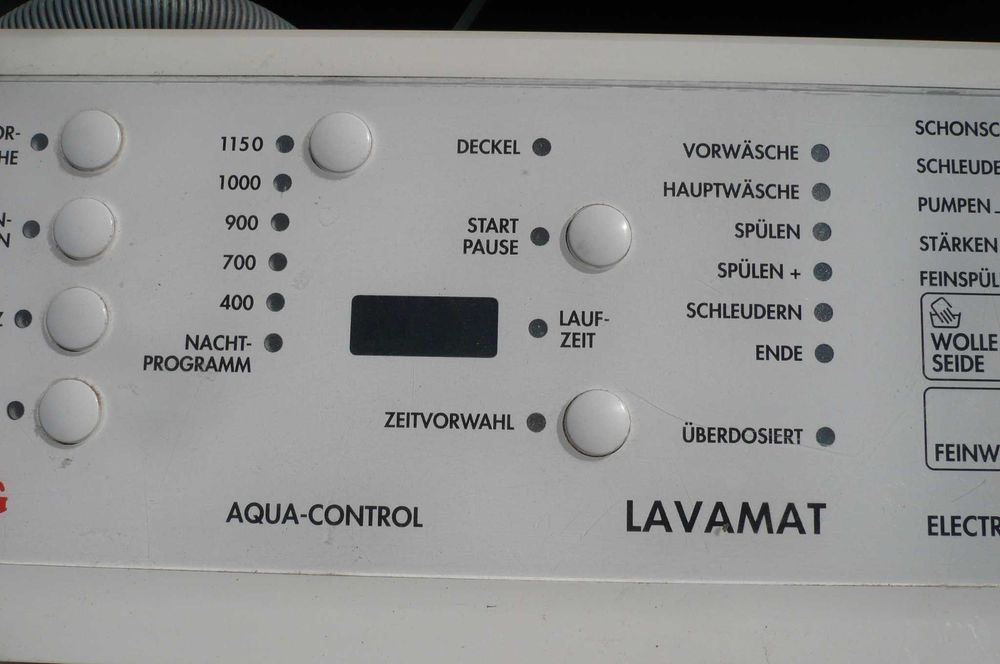 1150
1000
900
700
400
NACHT-
PROGRAMM
DECKEL
START
PAUSE
LAUF-
ZEIT
ZEITVORWAHL
VORWÄSCHE
HAUPTWÄSCHE
SPÜLEN
SPÜLEN +
SCHLEUDERN
ENDE
ÜBERDOSIERT
PUMPEN
STÄRKEN
WOLLE
SEIDE
AQUA-CONTROL
LAVAMAT